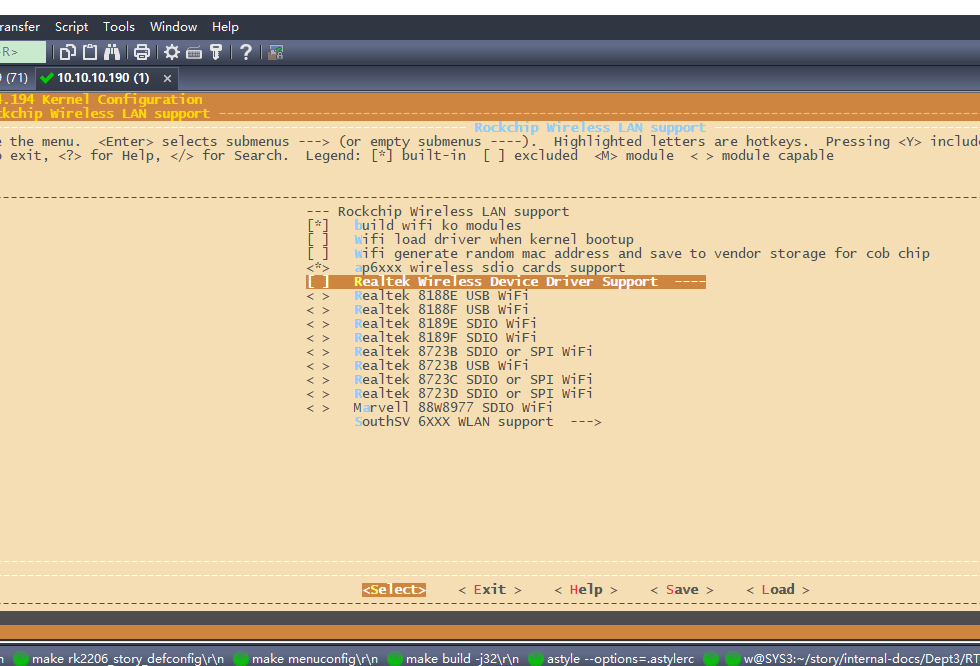 ransfer Script Tools Window Help
R>
(71) 10.10.10.190 (1) ×
.194 Kernel Configuration
ckchip Wireless LAN support
Rockchip Wireless LAN support
e the menu. <Enter> selects submenus ---> (or empty submenus ----). Highlighted letters are hotkeys. Pressing <Y> includ
o exit, <?> for Help, </> for Search. Legend: [*] built-in [ ] excluded <M> module < > module capable
--- Rockchip Wireless LAN support
[*] build wifi ko modules
[ ] Wifi load driver when kernel bootup
[ ] Wifi generate random mac address and save to vendor storage for cob chip
<*> ap6xxx wireless sdio cards support
[ ] Realtek Wireless Device Driver Support ----
< > Realtek 8188E USB WiFi
< > Realtek 8188F USB WiFi
< > Realtek 8189E SDIO WiFi
< > Realtek 8189F SDIO WiFi
< > Realtek 8723B SDIO or SPI WiFi
< > Realtek 8723B USB WiFi
< > Realtek 8723C SDIO or SPI WiFi
< > Realtek 8723D SDIO or SPI WiFi
< > Marvell 88W8977 SDIO WiFi
SouthSV 6XXX WLAN support --->
<Select> < Exit > < Help > < Save > < Load >
n make rk2206_story_defconfig\r\n make menuconfig\r\n make build -j32\r\n astyle --options=.astylerc w@SYS3:~/story/internal-docs/Dept3/R